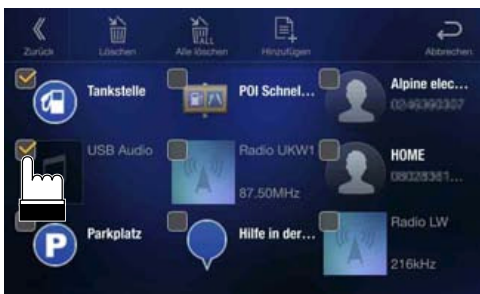 Zurück
Löschen
ALL
Alle löschen
Hinzufügen
Abbrechen
Tankstelle
POI Schnel...
Alpine elec...
USB Audio
Radio UKW1
87.50MHz
HOME
P
Parkplatz
Hilfe in der...
Radio LW
216kHz